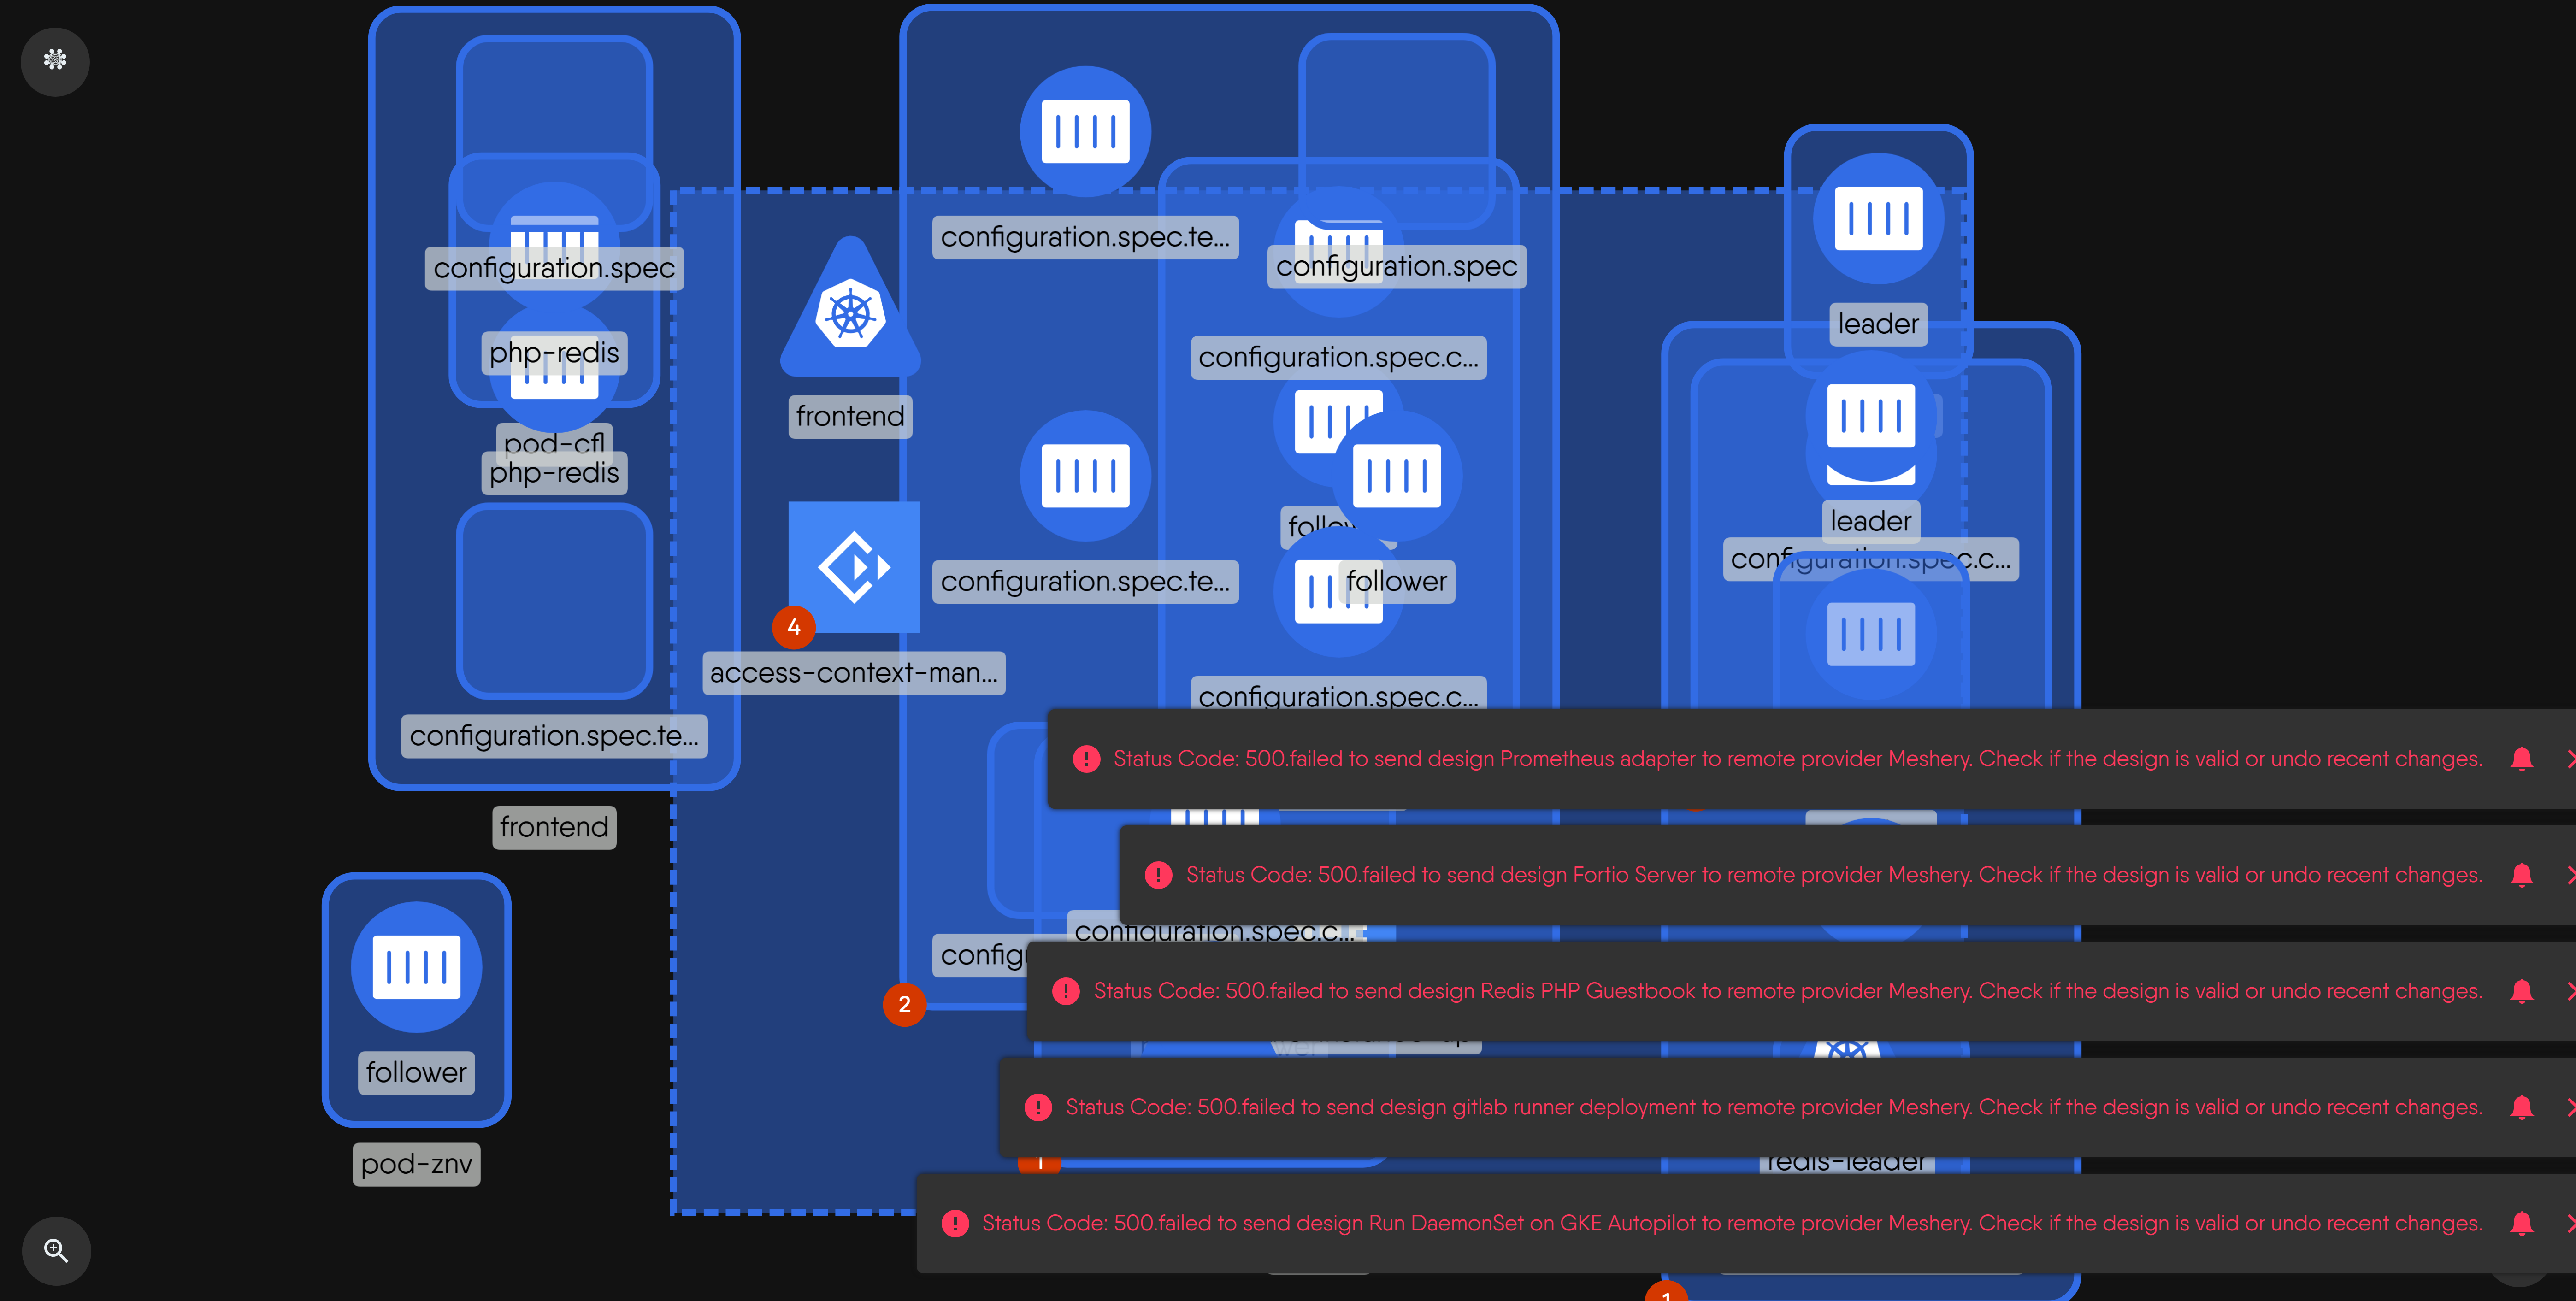 configuration.spec.te...
configuration.spec
configuration.spec
leader
php-redis
configuration.spec.c...
frontend
pod-cfl
php-redis
follower
leader
configuration.spec.c...
configuration.spec.te...
follower
4
access-context-man...
configuration.spec.c...
configuration.spec.te...
Status Code: 500.failed to send design Prometheus adapter to remote provider Meshery. Check if the design is valid or undo recent changes.
frontend
Status Code: 500.failed to send design Fortio Server to remote provider Meshery. Check if the design is valid or undo recent changes.
configuration.spec.c...
2
Status Code: 500.failed to send design Redis PHP Guestbook to remote provider Meshery. Check if the design is valid or undo recent changes.
follower
Status Code: 500.failed to send design gitlab runner deployment to remote provider Meshery. Check if the design is valid or undo recent changes.
pod-znv
redis-leader
Status Code: 500.failed to send design Run DaemonSet on GKE Autopilot to remote provider Meshery. Check if the design is valid or undo recent changes.
1